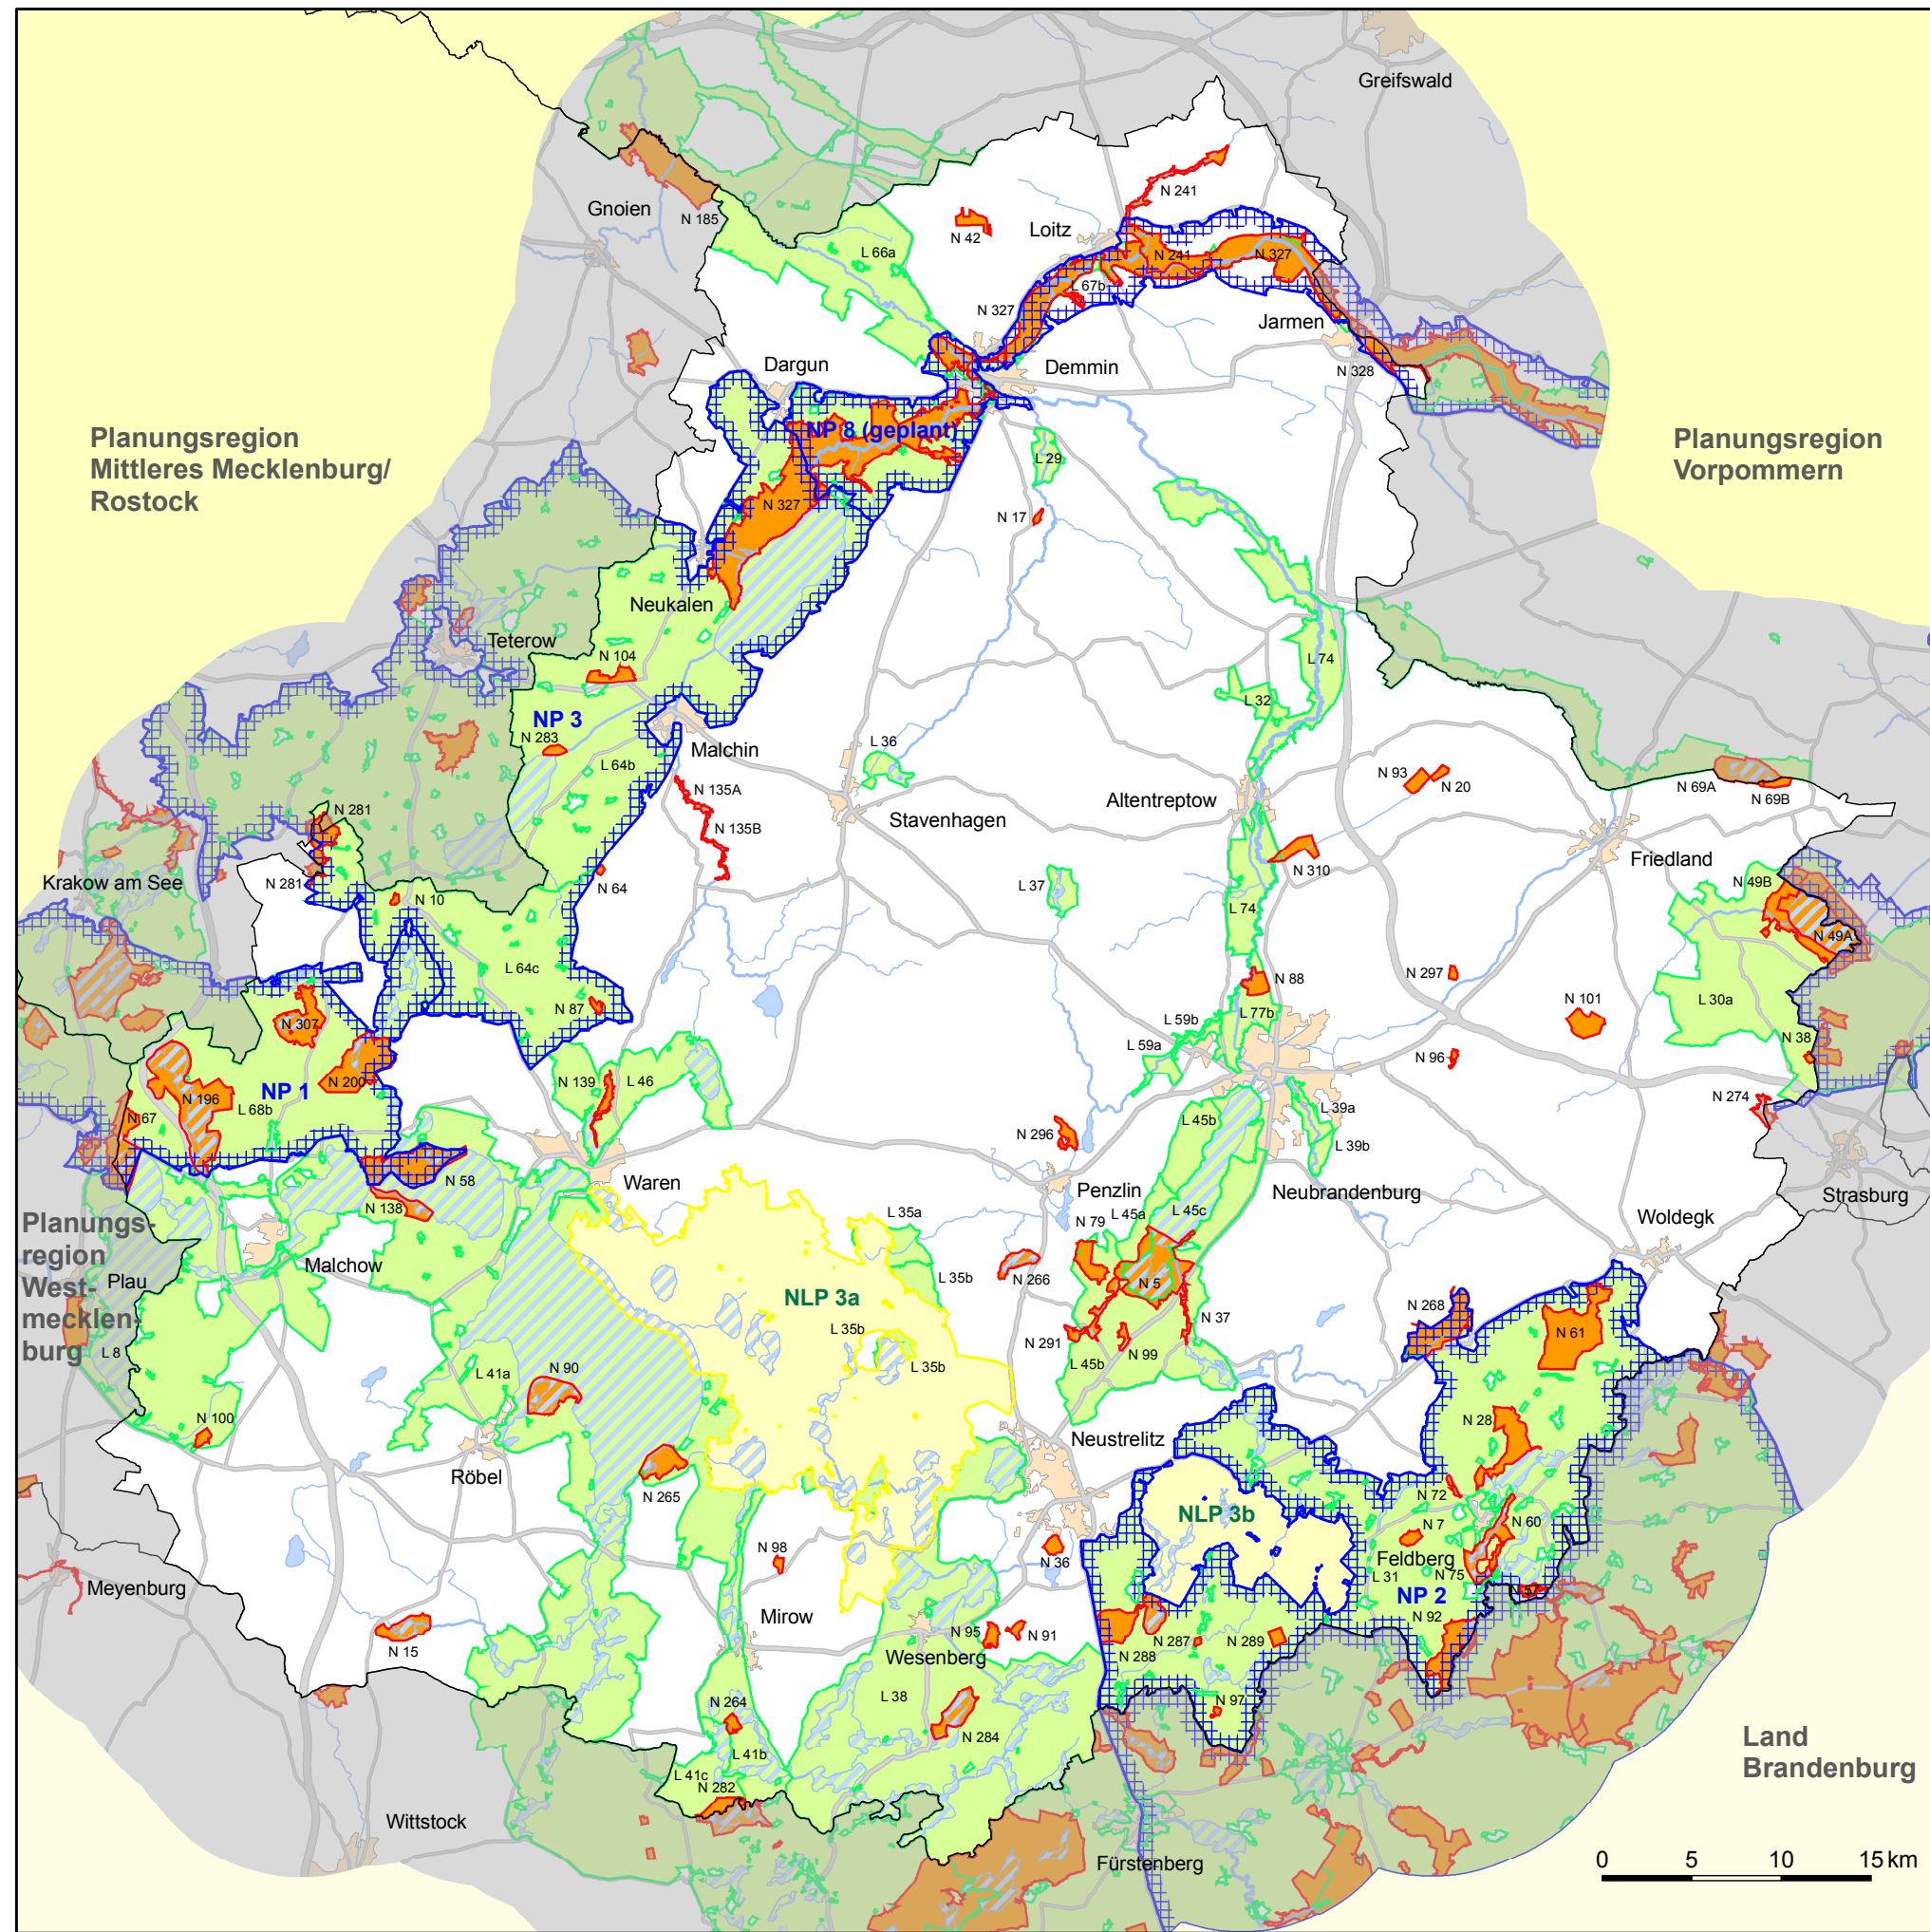 Greifswald
Gnoien
N 185
N 241
N 42
Loitz
L 66a
N 241
N 327
L 67b
N 327
Jarmen
Dargun
Demmin
N 328
Planungsregion
Mittleres Mecklenburg/
Rostock
NP 8 (geplant)
Planungsregion
Vorpommern
L 29
N 327
N 17
Neukalen
Teterow
N 104
L 74
L 32
NP 3
N 283
Malchin
L 36
L 64b
N 135A
N 93
N 20
N 69A
N 69B
Altentreptow
N 281
Stavenhagen
N 135B
Friedland
Krakow am See
N 281
N 64
N 310
L 37
N 49B
N 10
L 74
N 49A
L 64c
N 88
N 297
N 101
L 30a
N 87
N 307
L 77b
L 59b
L 59a
N 38
N 96
N 139
L 46
NP 1
N 200
N 196
L 68b
N 67
N 274
L 39a
L 45b
N 296
L 39b
N 58
Waren
Penzlin
Neubrandenburg
Strasburg
N 138
L 35a
N 79
L 45a
L 45c
Woldegk
Planungs-
region
West-
mecklen-
burg
Plau
Malchow
L 35b
N 266
N 5
NLP 3a
N 268
N 61
L 35b
N 37
N 291
L 8
L 45b
N 99
L 35b
L 41a
N 90
N 100
N 28
Neustrelitz
Röbel
N 265
N 72
NLP 3b
N 7
N 60
N 98
N 36
Feldberg
L 31
N 75
Meyenburg
NP 2
N 57
Mirow
N 92
N 15
N 95
N 91
N 287
N 289
Wesenberg
N 288
N 264
L 38
N 97
N 284
L 41b
L 41c
N 282
Land
Brandenburg
Wittstock
Fürstenberg
0 5 10 15 km